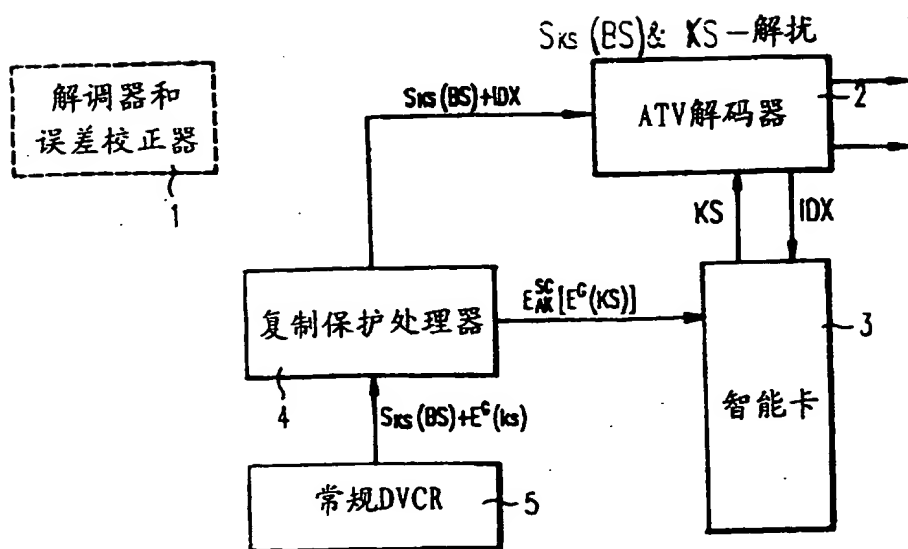 S_KS(BS)& KS-解扰
解调器和
误差校正器
1
S_KS(BS)+IDX
ATV解码器
2
KS
IDX
复制保护处理器
4
E_AK^SC[E^G(KS)]
3
智能卡
S_KS(BS)+E^G(ks)
常规DVCR
5